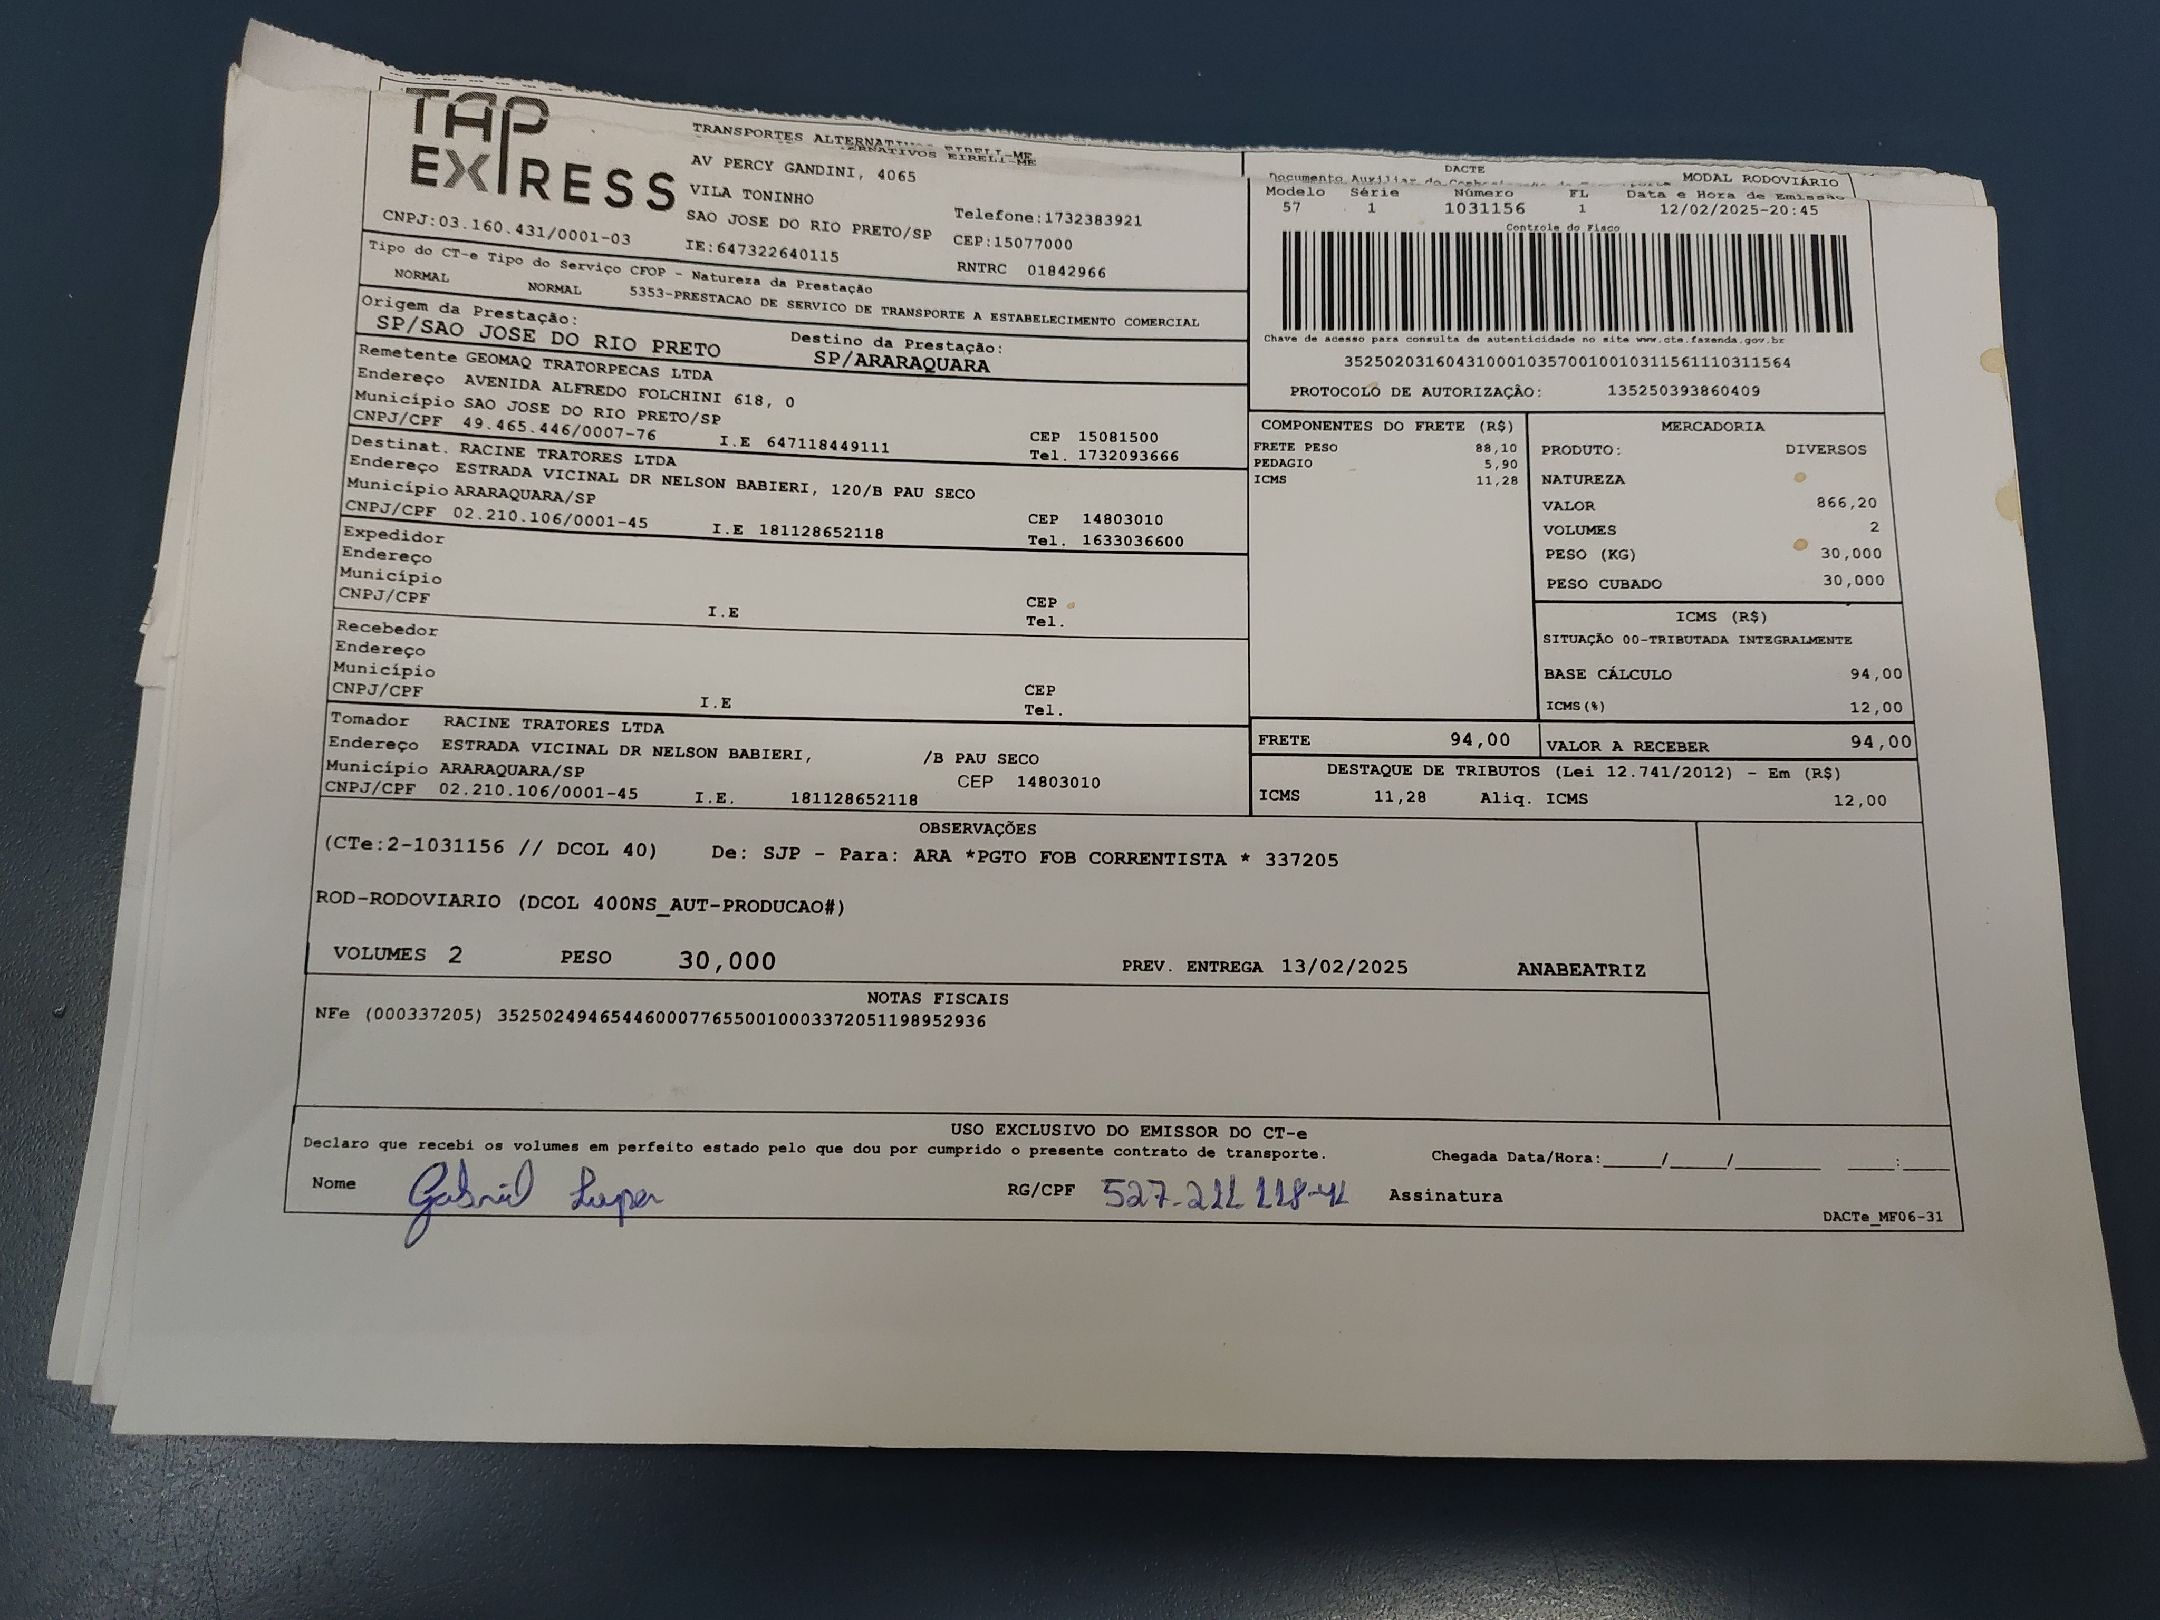 TAP
EXPRESS
TRANSPORTES ALTERNATIVOS EIRELI-ME
AV PERCY GANDINI, 4065
VILA TONINHO
SAO JOSE DO RIO PRETO/SP
Telefone:1732383921
CNPJ:03.160.431/0001-03
IE:647322640115
CEP:15077000
RNTRC 01842966
DACTE
MODAL RODOVIÁRIO
Modelo Série Número FL Data e Hora de Emissão
57 1 1031156 1 12/02/2025-20:45
Controle do Fisco
Chave de acesso para consulta de autenticidade no site www.cte.fazenda.gov.br
35250203160431000103570010010311561110311564
PROTOCOLO DE AUTORIZAÇÃO: 135250393860409
Tipo do CT-e Tipo do Serviço CFOP - Natureza da Prestação
NORMAL NORMAL 5353-PRESTACAO DE SERVICO DE TRANSPORTE A ESTABELECIMENTO COMERCIAL
Origem da Prestação:
SP/SAO JOSE DO RIO PRETO
Destino da Prestação:
SP/ARARAQUARA
Remetente GEOMAQ TRATORPECAS LTDA
Endereço AVENIDA ALFREDO FOLCHINI 618, 0
Município SAO JOSE DO RIO PRETO/SP
CEP 15081500
CNPJ/CPF 49.465.446/0007-76 I.E 647118449111 Tel. 1732093666
Destinat. RACINE TRATORES LTDA
Endereço ESTRADA VICINAL DR NELSON BABIERI, 120/B PAU SECO
Município ARARAQUARA/SP CEP 14803010
CNPJ/CPF 02.210.106/0001-45 I.E 181128652118 Tel. 1633036600
Expedidor
Endereço
Município CEP
CNPJ/CPF I.E Tel.
Recebedor
Endereço
Município CEP
CNPJ/CPF I.E Tel.
Tomador RACINE TRATORES LTDA
Endereço ESTRADA VICINAL DR NELSON BABIERI, /B PAU SECO
Município ARARAQUARA/SP CEP 14803010
CNPJ/CPF 02.210.106/0001-45 I.E. 181128652118
COMPONENTES DO FRETE (R$)
FRETE PESO 88,10
PEDAGIO 5,90
ICMS 11,28
MERCADORIA
PRODUTO: DIVERSOS
NATUREZA
VALOR 866,20
VOLUMES 2
PESO (KG) 30,000
PESO CUBADO 30,000
ICMS (R$)
SITUAÇÃO 00-TRIBUTADA INTEGRALMENTE
BASE CÁLCULO 94,00
ICMS(%) 12,00
FRETE 94,00 VALOR A RECEBER 94,00
DESTAQUE DE TRIBUTOS (Lei 12.741/2012) - Em (R$)
ICMS 11,28 Aliq. ICMS 12,00
OBSERVAÇÕES
(CTe:2-1031156 // DCOL 40) De: SJP - Para: ARA *PGTO FOB CORRENTISTA * 337205
ROD-RODOVIARIO (DCOL 400NS_AUT-PRODUCAO#)
VOLUMES 2 PESO 30,000 PREV. ENTREGA 13/02/2025 ANABEATRIZ
NOTAS FISCAIS
NFe (000337205) 35250249465446000776550010003372051198952936
USO EXCLUSIVO DO EMISSOR DO CT-e
Declaro que recebi os volumes em perfeito estado pelo que dou por cumprido o presente contrato de transporte. Chegada Data/Hora:____/____/______ ___:___
Nome Gabriel RG/CPF 527-211 118-41 Assinatura
DACTe_MF06-31